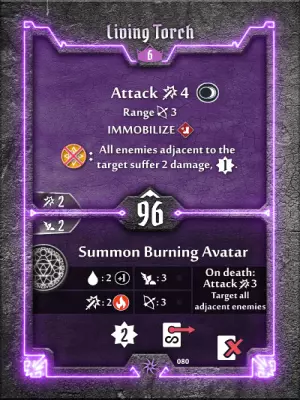 Living Torch
6
Attack 4
Range 3
IMMOBILIZE
: All enemies adjacent to the
target suffer 2 damage, 1.
2
96
2
Summon Burning Avatar
: 2 +1 : 3 On death:
Attack 3
: 2 : 3 Target all
adjacent enemies
2
080